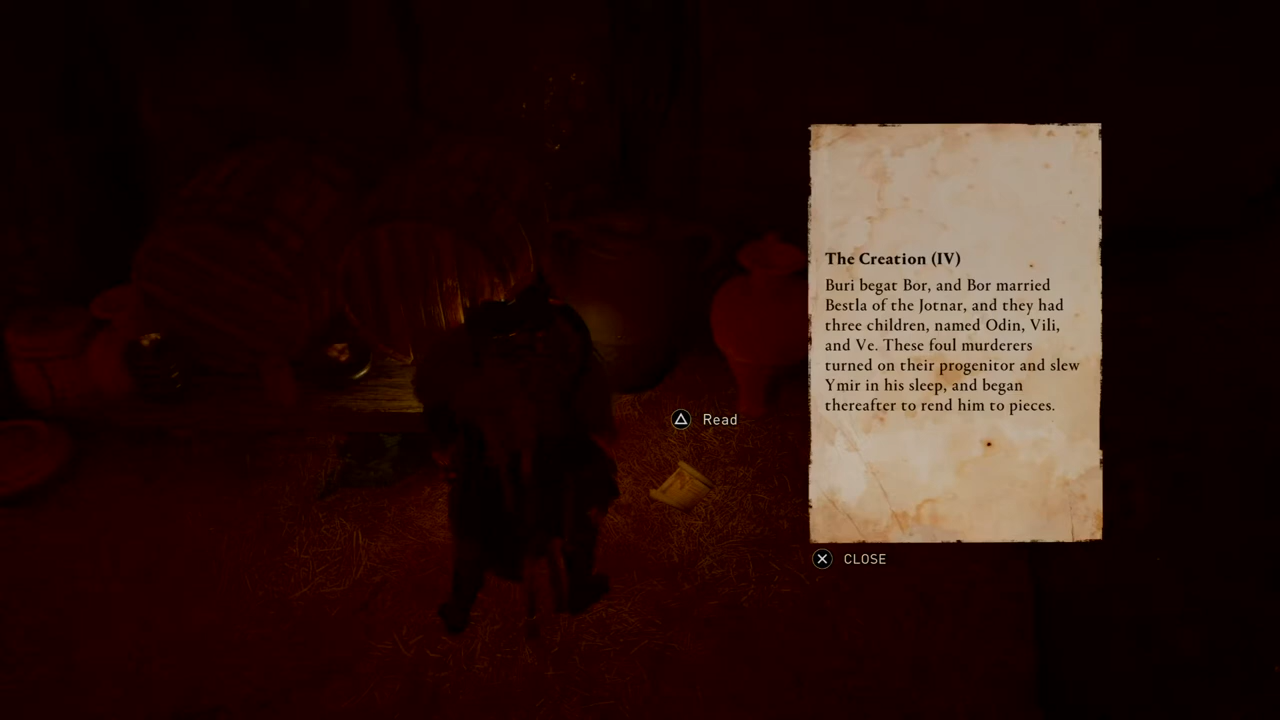 The Creation (IV)
Buri begat Bor, and Bor married
Bestla of the Jotnar, and they had
three children, named Odin, Vili,
and Ve. These foul murderers
turned on their progenitor and slew
Ymir in his sleep, and began
thereafter to rend him to pieces.
Read
CLOSE